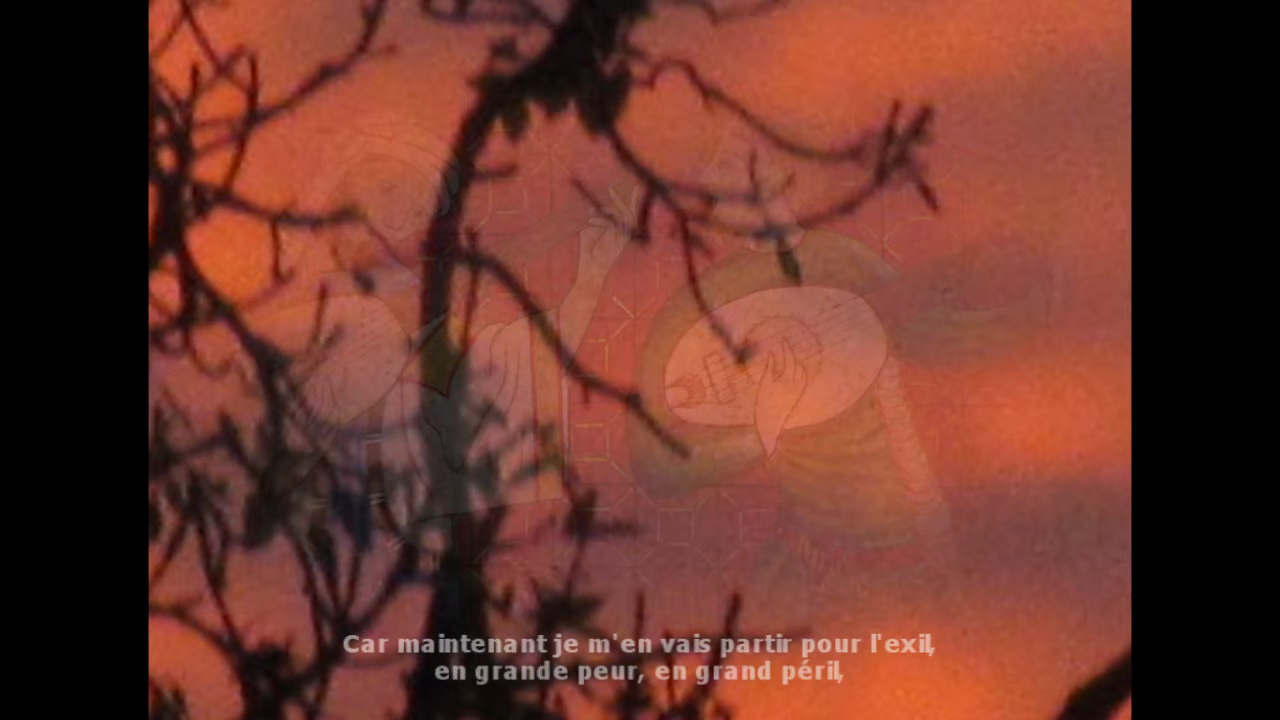 Car maintenant je m'en vais partir pour l'exil,
en grande peur, en grand péril,